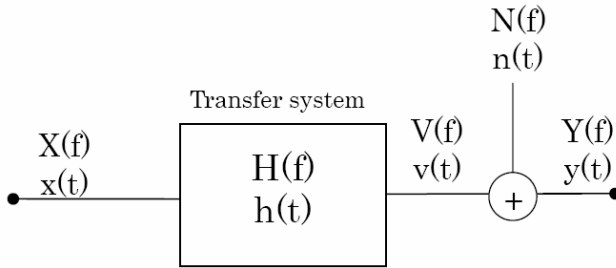 N(f)
n(t)
Transfer system
X(f)
x(t)
H(f)
h(t)
V(f)
v(t)
Y(f)
y(t)
+